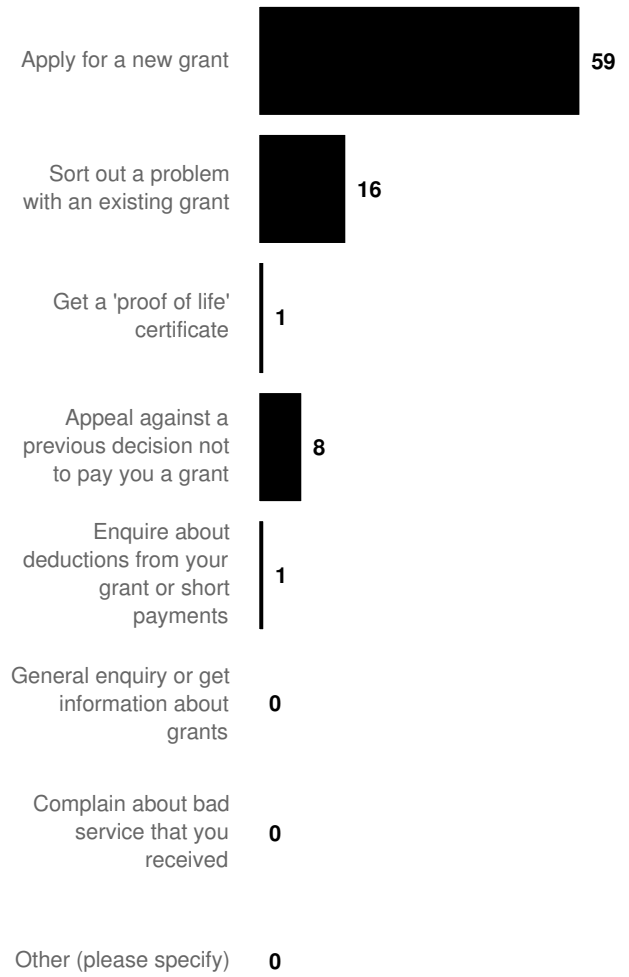 Apply for a new grant 59
Sort out a problem
with an existing grant 16
Get a 'proof of life'
certificate 1
Appeal against a
previous decision not
to pay you a grant 8
Enquire about
deductions from your
grant or short
payments 1
General enquiry or get
information about
grants 0
Complain about bad
service that you
received 0
Other (please specify) 0